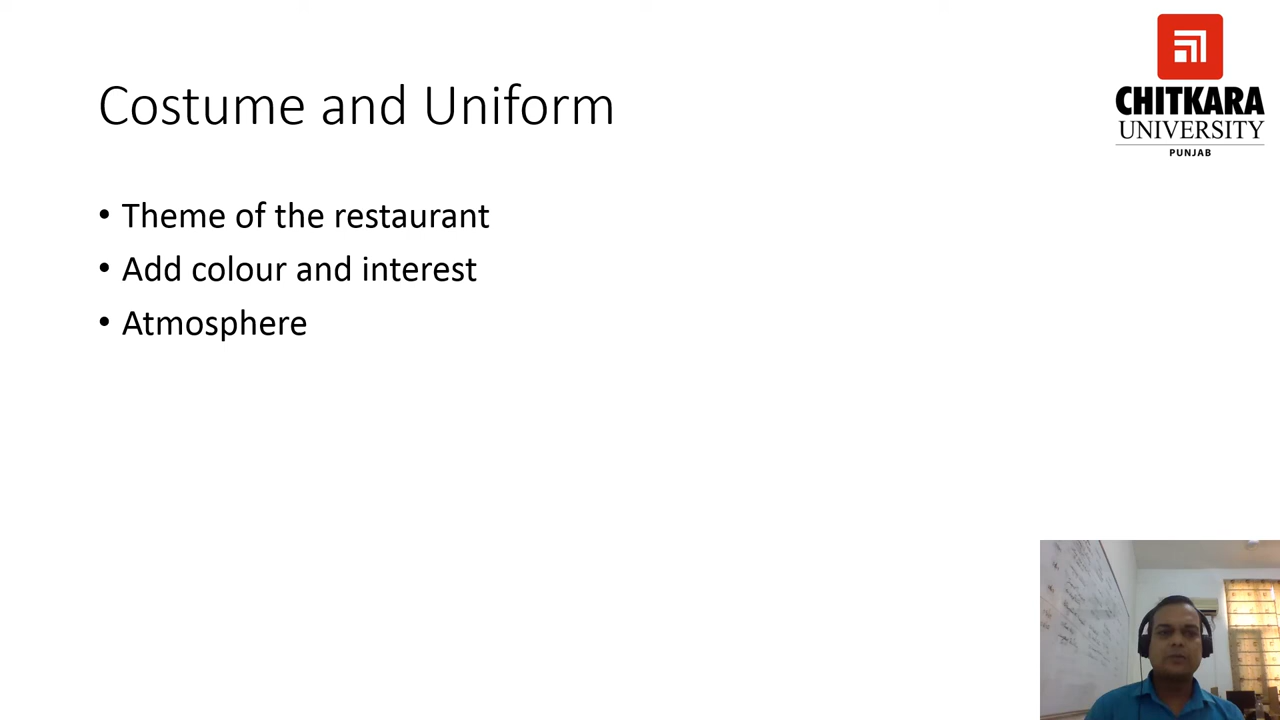 Costume and Uniform
CHITKARA
UNIVERSITY
PUNJAB
• Theme of the restaurant
• Add colour and interest
• Atmosphere